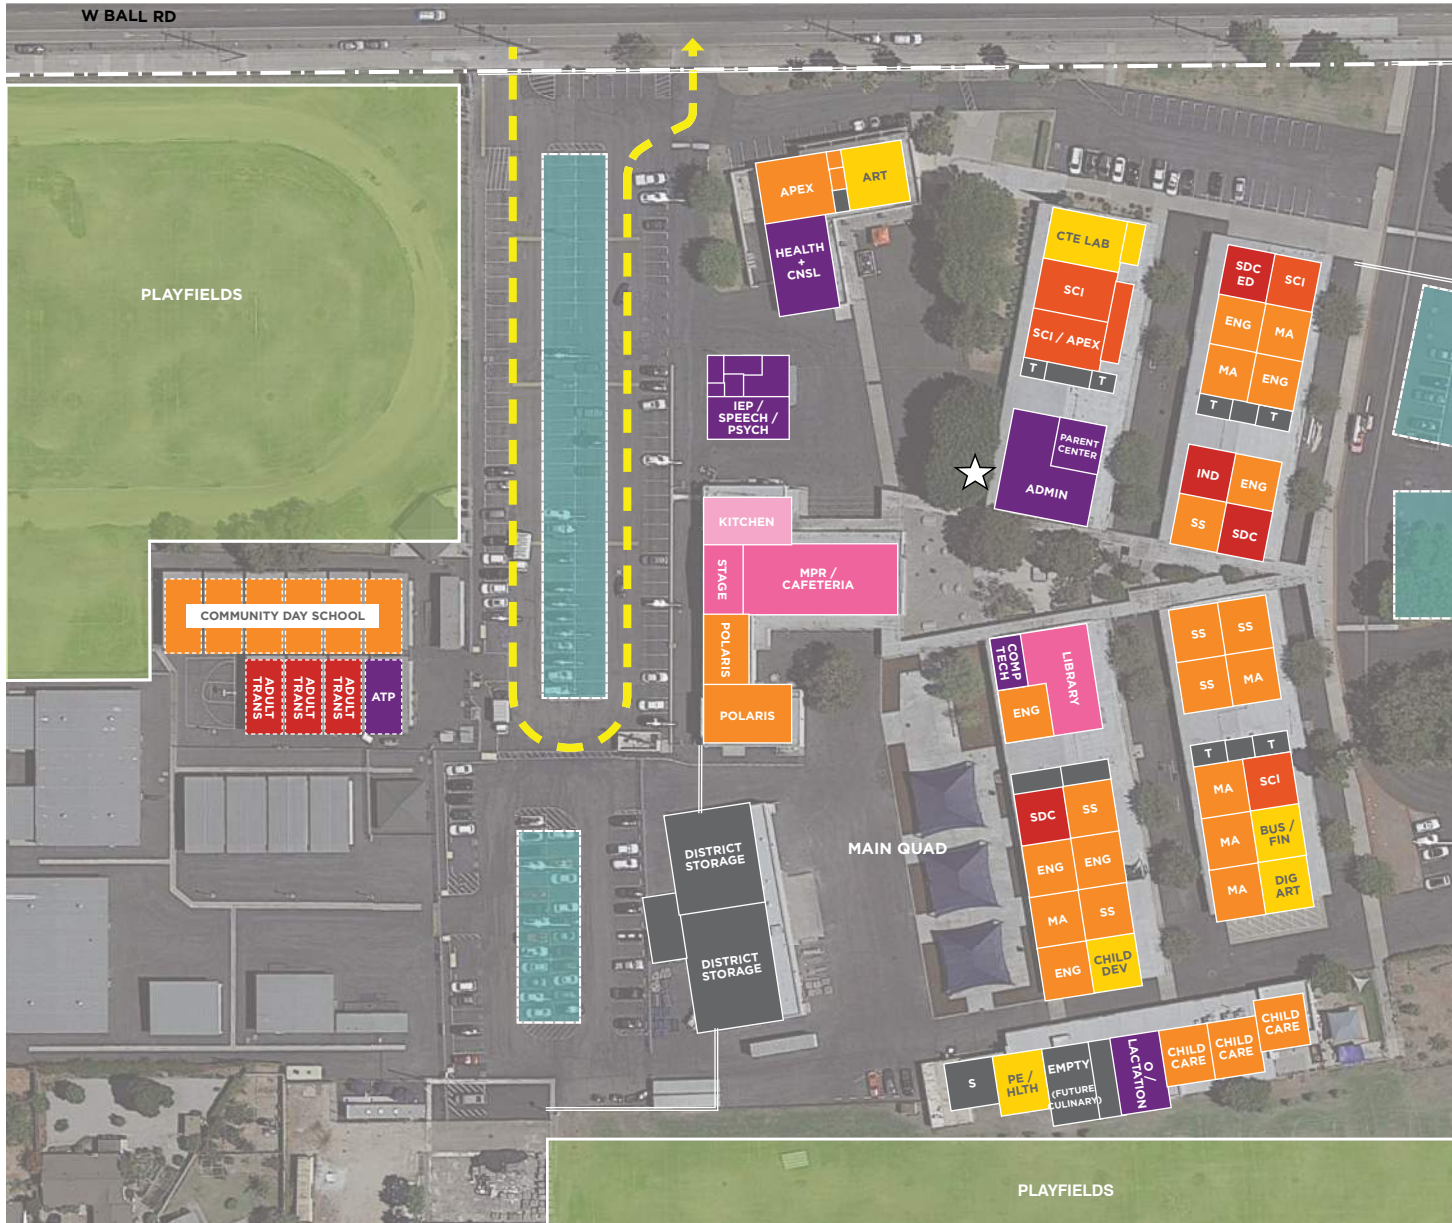 W BALL RD
PLAYFIELDS
APEX
ART
HEALTH
+
CNSL
CTE LAB
SCI
SCI / APEX
T
T
SDC
ED
SCI
ENG
MA
MA
ENG
T
T
IEP /
SPEECH /
PSYCH
PARENT
CENTER
ADMIN
IND
ENG
SS
SDC
KITCHEN
STAGE
MPR /
CAFETERIA
POLARIS
POLARIS
COMMUNITY DAY SCHOOL
ADULT
TRANS
ADULT
TRANS
ADULT
TRANS
ATP
COMP
TECH
LIBRARY
ENG
SS
SS
SS
MA
T
T
MA
SCI
MA
BUS /
FIN
MA
DIG
ART
SDC
SS
ENG
ENG
MA
SS
ENG
CHILD
DEV
MAIN QUAD
DISTRICT
STORAGE
DISTRICT
STORAGE
S
PE /
HLTH
EMPTY
(FUTURE
CULINARY)
O /
LACTATION
CHILD
CARE
CHILD
CARE
CHILD
CARE
PLAYFIELDS